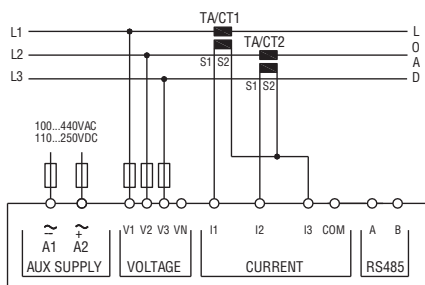 TA/CT1
L1
L
L2
TA/CT2
O
S1 S2
A
L3
S1 S2
D
100...440VAC
110...250VDC
~ ~
-- +
V1 V2 V3 VN I1 I2 I3 COM A B
A1 A2
AUX SUPPLY VOLTAGE CURRENT RS485